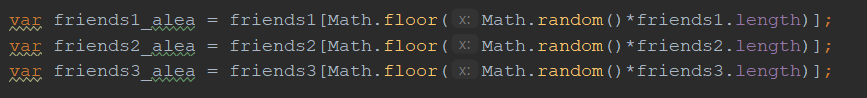 var friends1_alea = friends1[Math.floor( x: Math.random()*friends1.length)];
var friends2_alea = friends2[Math.floor( x: Math.random()*friends2.length)];
var friends3_alea = friends3[Math.floor( x: Math.random()*friends3.length)];